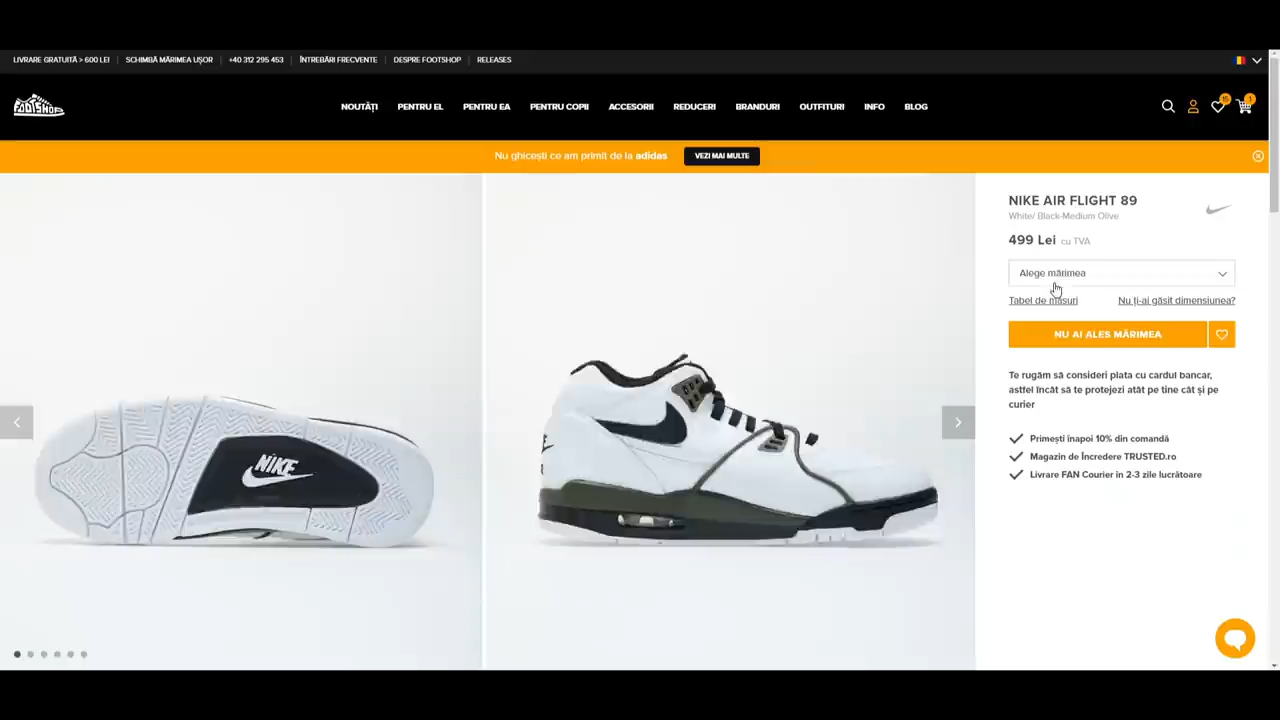 LIVRARE GRATUITĂ > 600 LEI | SCHIMBĂ MĂRIMEA UȘOR | +40 312 295 453 | ÎNTREBĂRI FRECVENTE | DESPRE FOOTSHOP | RELEASES
FOOTSHOP
NOUTĂȚI PENTRU EL PENTRU EA PENTRU COPII ACCESORII REDUCERI BRANDURI OUTFITURI INFO BLOG
15 1
Nu ghicești ce am primit de la adidas VEZI MAI MULTE
NIKE AIR FLIGHT 89
White/ Black-Medium Olive
499 Lei cu TVA
Alege mărimea
Tabel de măsuri Nu ți-ai găsit dimensiunea?
NU AI ALES MĂRIMEA
Te rugăm să consideri plata cu cardul bancar,
astfel încât să te protejezi atât pe tine cât și pe
curier
Primești înapoi 10% din comandă
Magazin de Încredere TRUSTED.ro
Livrare FAN Courier în 2-3 zile lucrătoare
NIKE